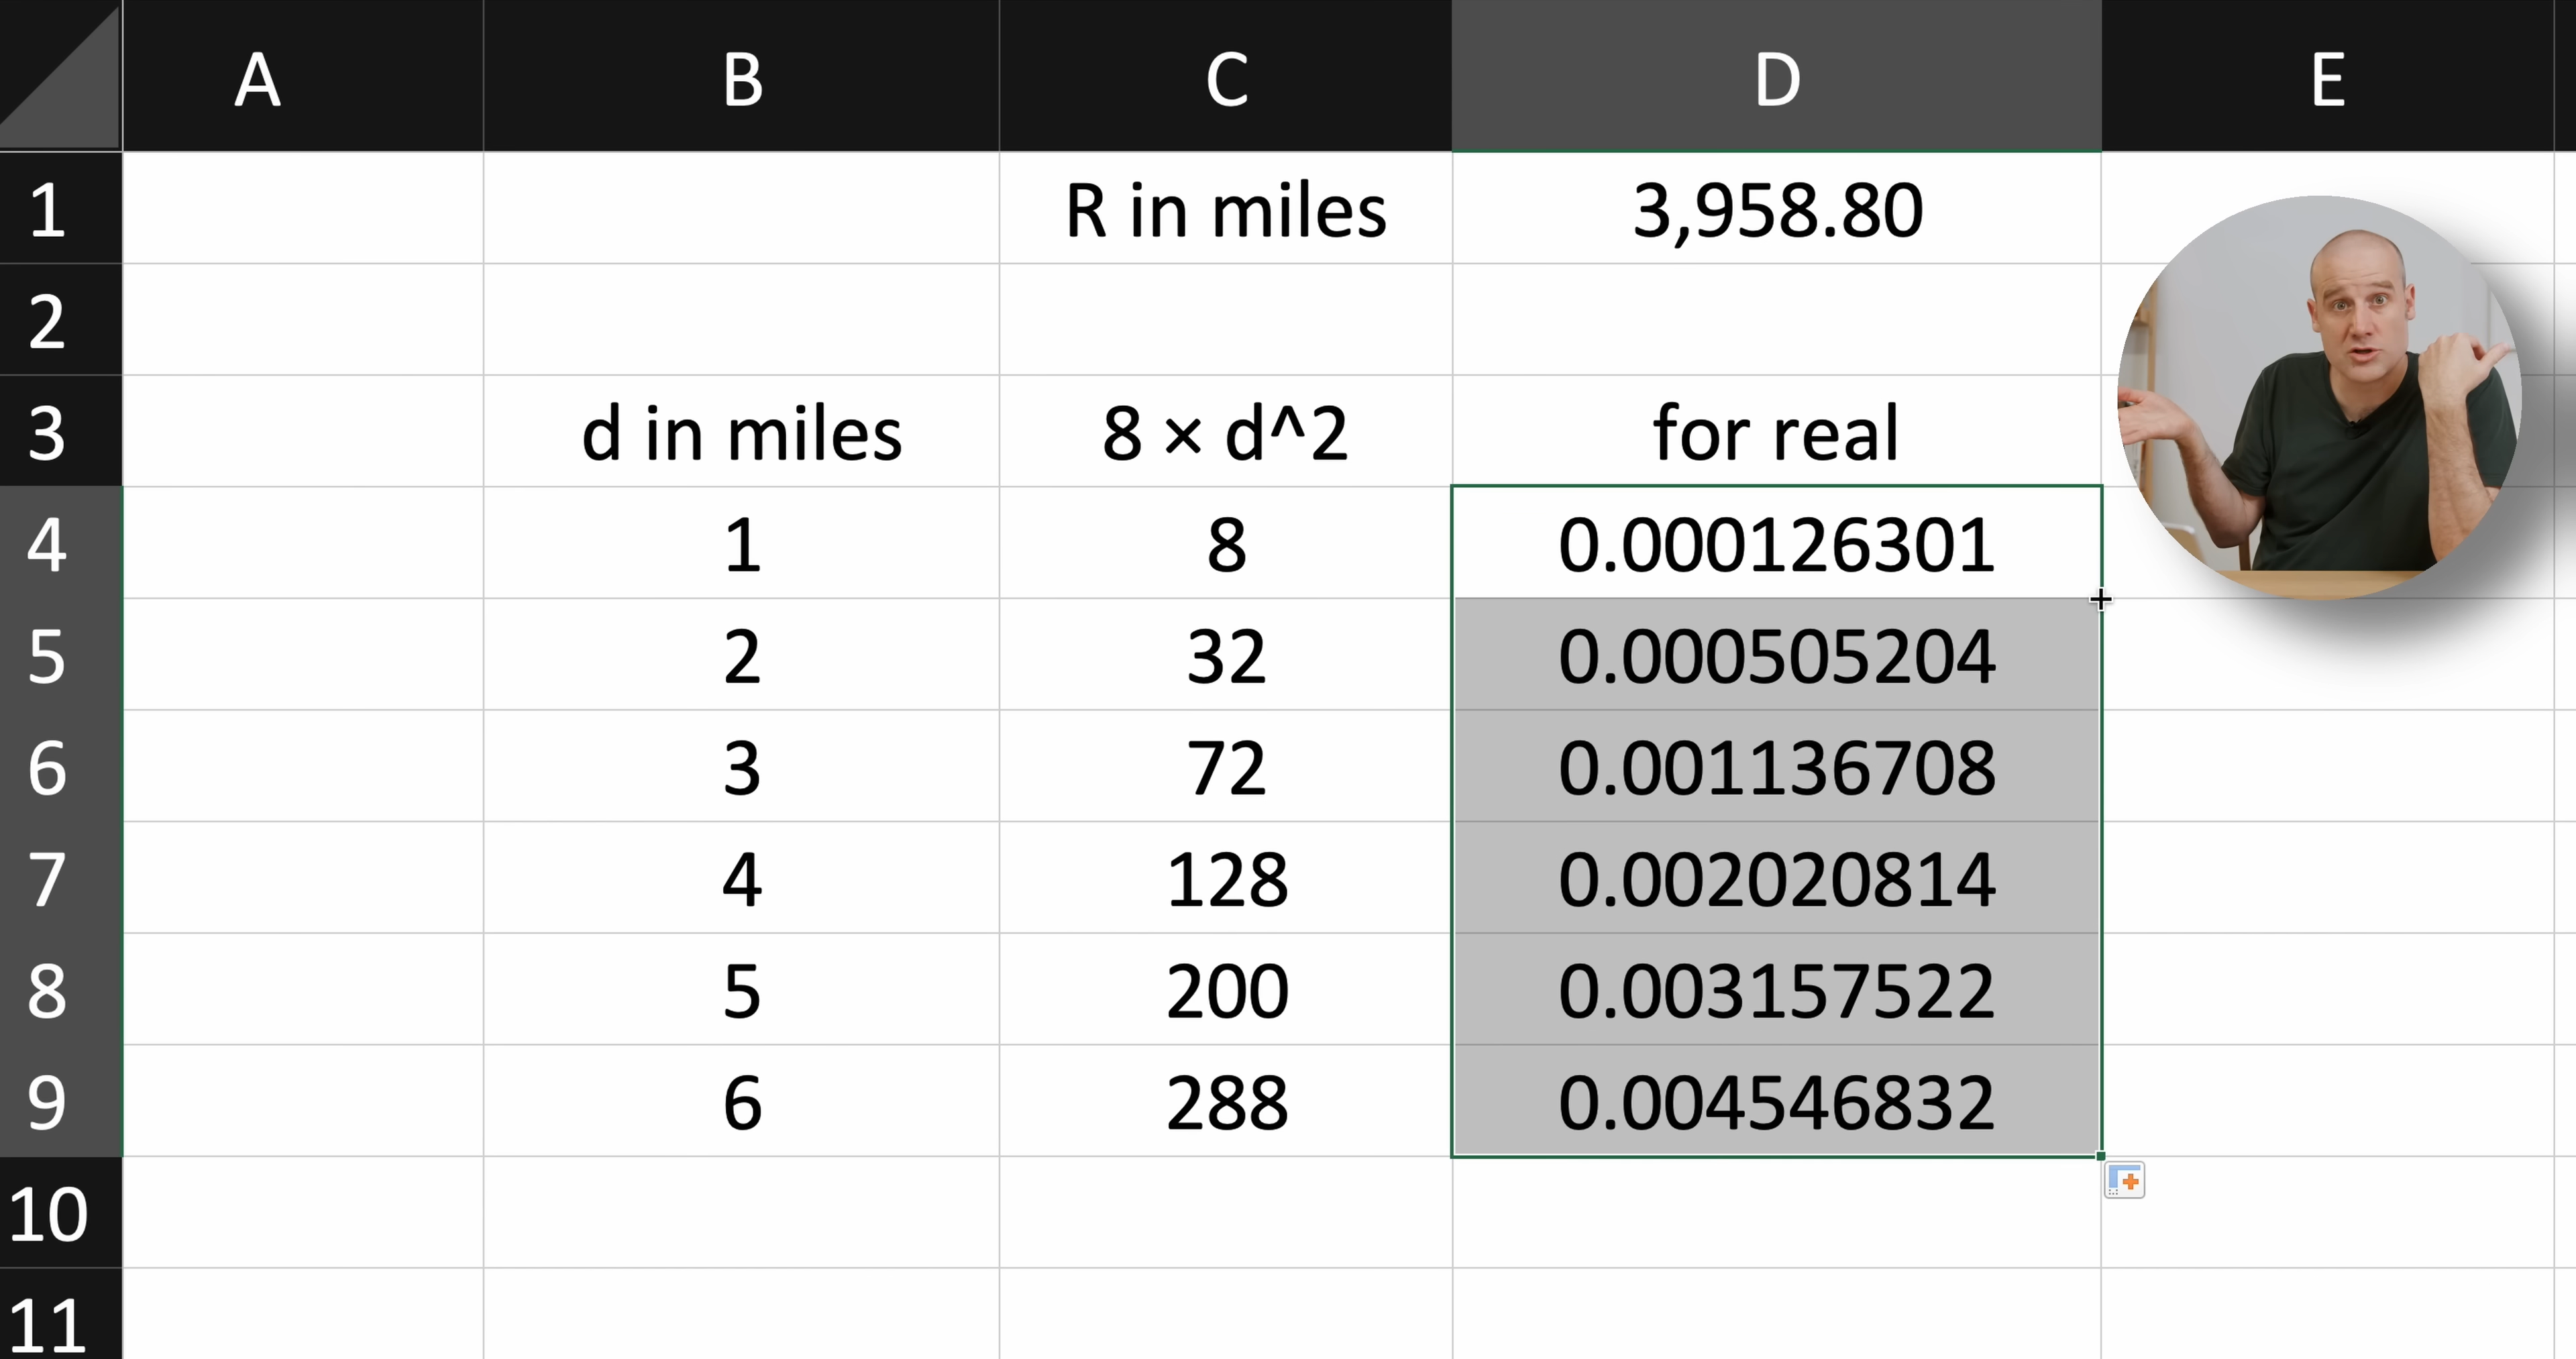 A B C D E
1 R in miles 3,958.80
2
3 d in miles 8 × d^2 for real
4 1 8 0.000126301
5 2 32 0.000505204
6 3 72 0.001136708
7 4 128 0.002020814
8 5 200 0.003157522
9 6 288 0.004546832
10
11